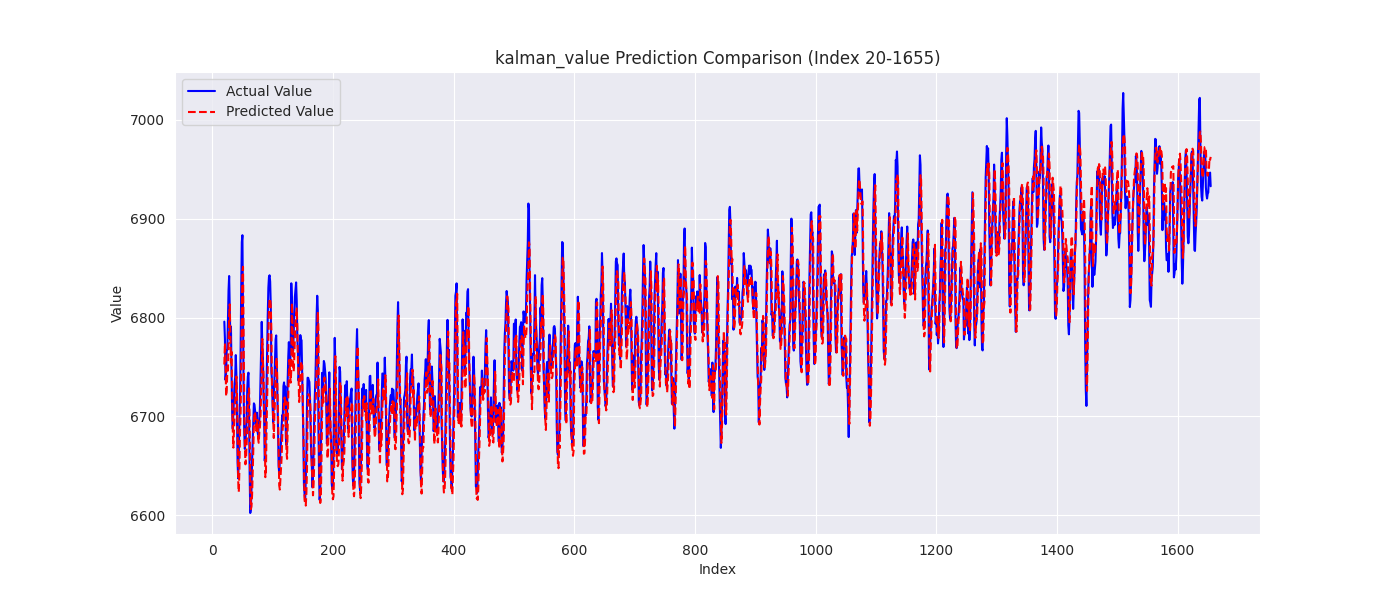 kalman_value Prediction Comparison (Index 20-1655)
Actual Value
Predicted Value
7000
6900
6800
6700
6600
Value
0 200 400 600 800 1000 1200 1400 1600
Index